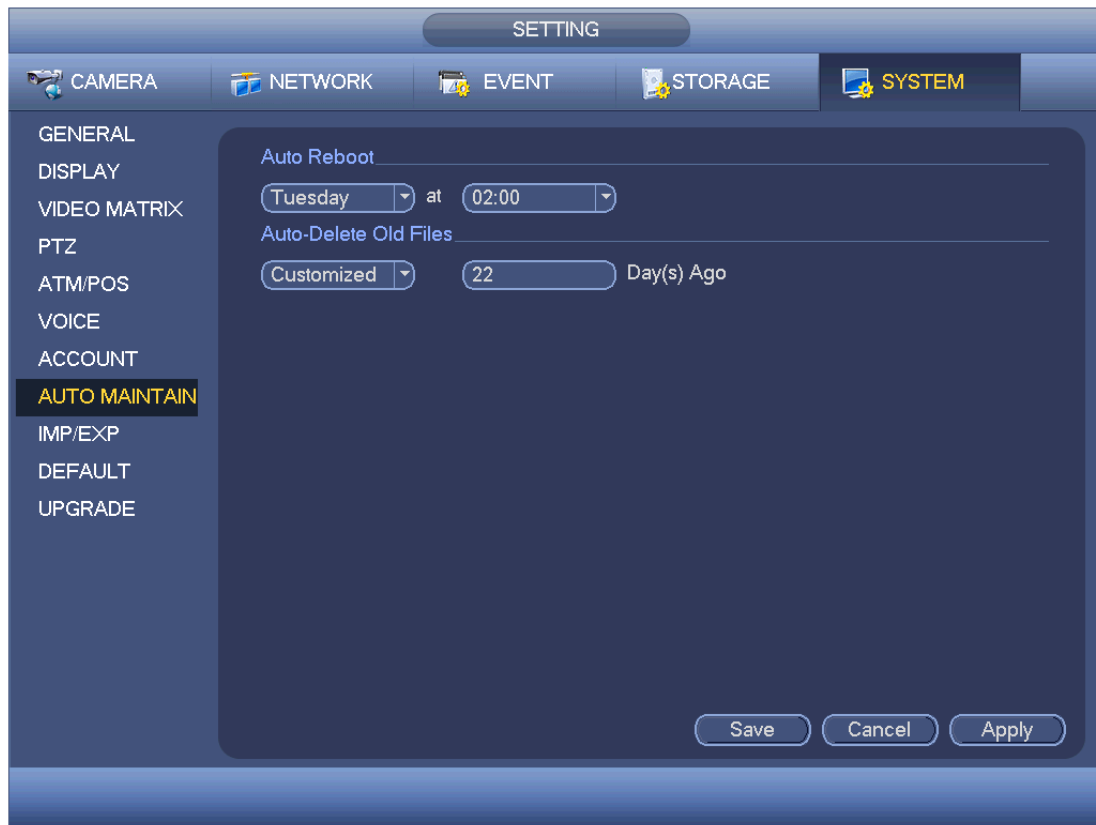 SETTING
CAMERA NETWORK EVENT STORAGE SYSTEM
GENERAL
DISPLAY
VIDEO MATRIX
PTZ
ATM/POS
VOICE
ACCOUNT
AUTO MAINTAIN
IMP/EXP
DEFAULT
UPGRADE
Auto Reboot
Tuesday at 02:00
Auto-Delete Old Files
Customized 22 Day(s) Ago
Save Cancel Apply